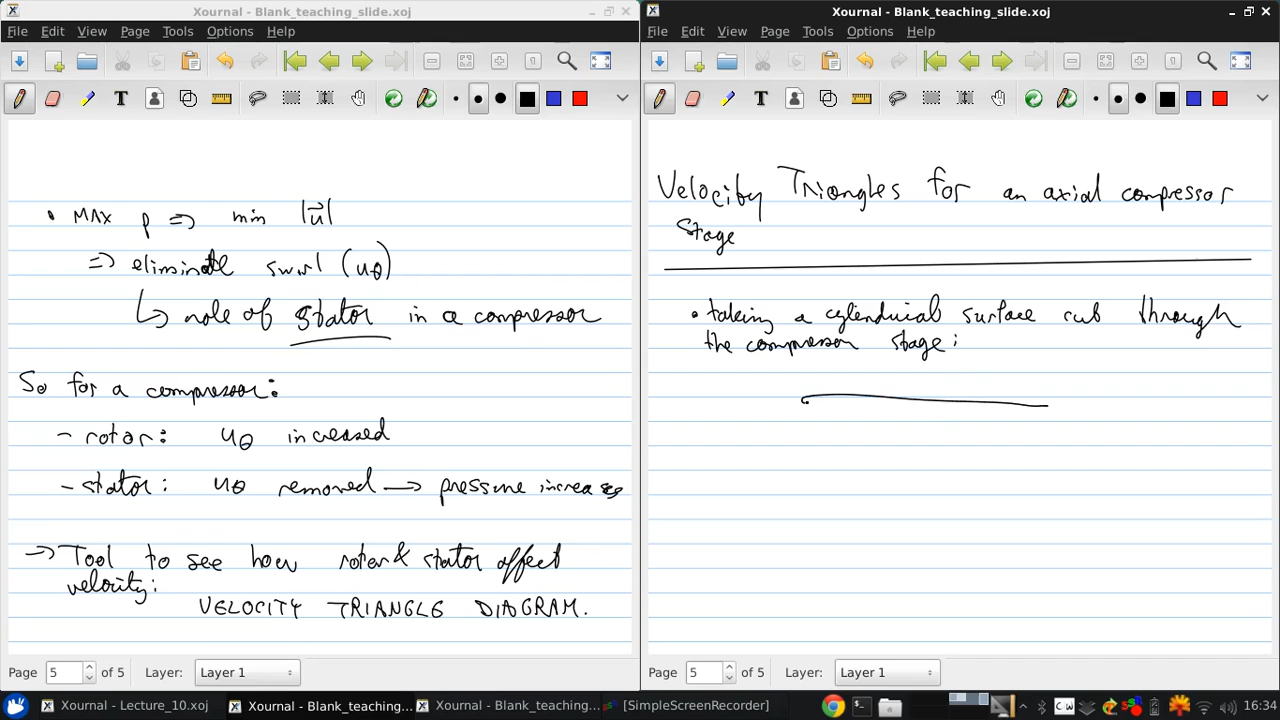 Xournal - Blank_teaching_slide.xoj
File Edit View Page Tools Options Help
• MAX p => min |u|
=> eliminate swirl (uθ)
↳ role of stator in a compressor
So for a compressor:
- rotor: uθ increased
- stator: uθ removed → pressure increases
→ Tool to see how rotor & stator affect
velocity:
VELOCITY TRIANGLE DIAGRAM.
Page 5 of 5 Layer: Layer 1
Xournal - Blank_teaching_slide.xoj
File Edit View Page Tools Options Help
Velocity Triangles for an axial compressor
stage
• taking a cylinduical surface cut through
the compressor stage:
Page 5 of 5 Layer: Layer 1
Xournal - Lecture_10.xoj Xournal - Blank_teaching... Xournal - Blank_teaching... [SimpleScreenRecorder] 16:34